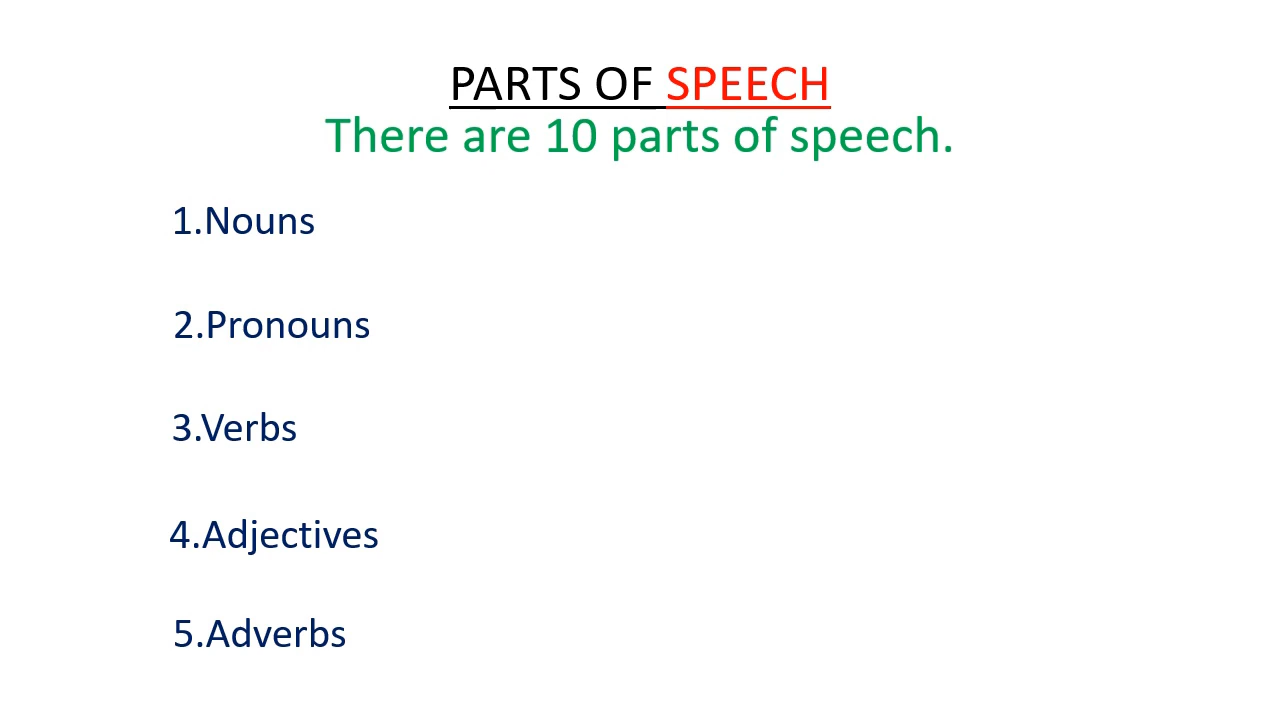 PARTS OF SPEECH
There are 10 parts of speech.
1.Nouns
2.Pronouns
3.Verbs
4.Adjectives
5.Adverbs